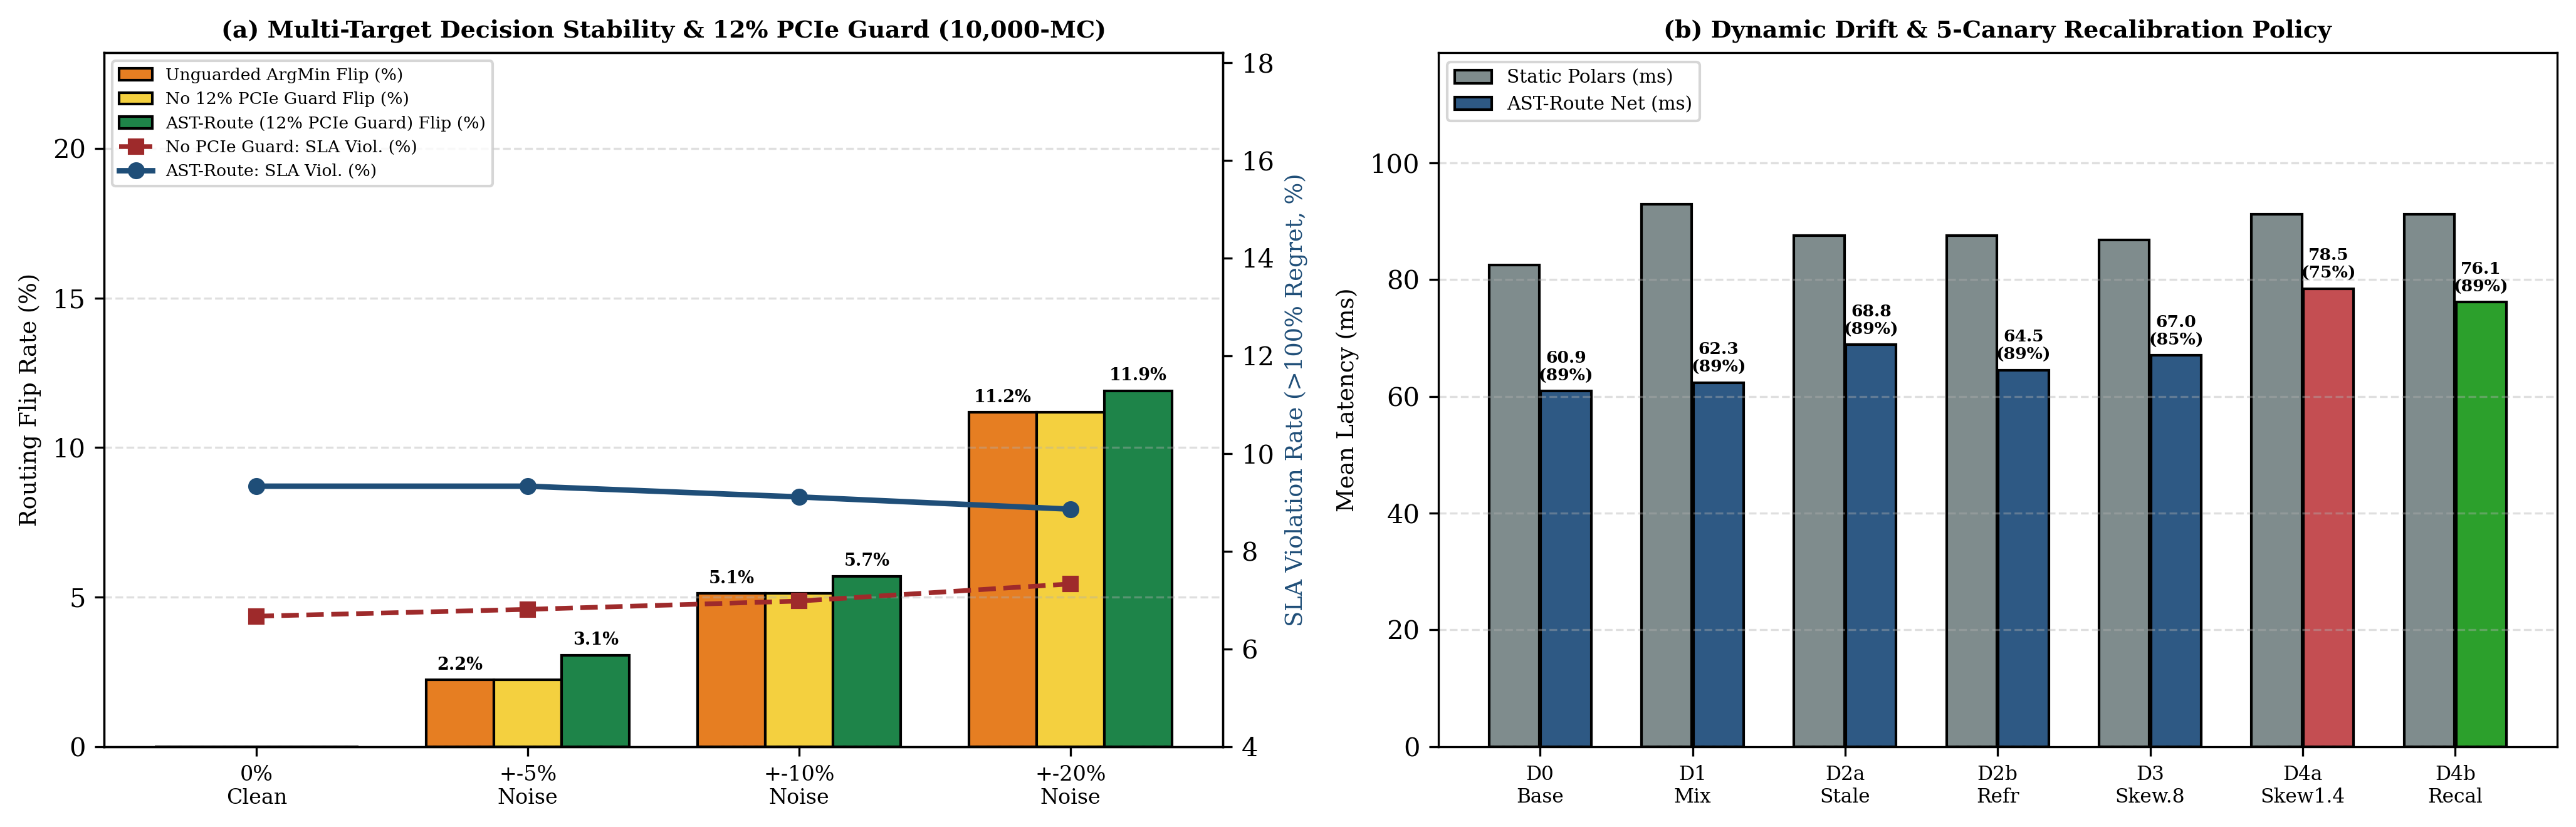 (a) Multi-Target Decision Stability & 12% PCIe Guard (10,000-MC)
Unguarded ArgMin Flip (%)
No 12% PCIe Guard Flip (%)
AST-Route (12% PCIe Guard) Flip (%)
No PCIe Guard: SLA Viol. (%)
AST-Route: SLA Viol. (%)
Routing Flip Rate (%)
20
15
10
5
0
2.2%
3.1%
5.1%
5.7%
11.2%
11.9%
18
16
14
12
10
8
6
4
SLA Violation Rate (>100% Regret, %)
0%
Clean
+-5%
Noise
+-10%
Noise
+-20%
Noise
(b) Dynamic Drift & 5-Canary Recalibration Policy
Static Polars (ms)
AST-Route Net (ms)
Mean Latency (ms)
100
80
60
40
20
0
60.9
(89%)
62.3
(89%)
68.8
(89%)
64.5
(89%)
67.0
(85%)
78.5
(75%)
76.1
(89%)
D0
Base
D1
Mix
D2a
Stale
D2b
Refr
D3
Skew.8
D4a
Skew1.4
D4b
Recal